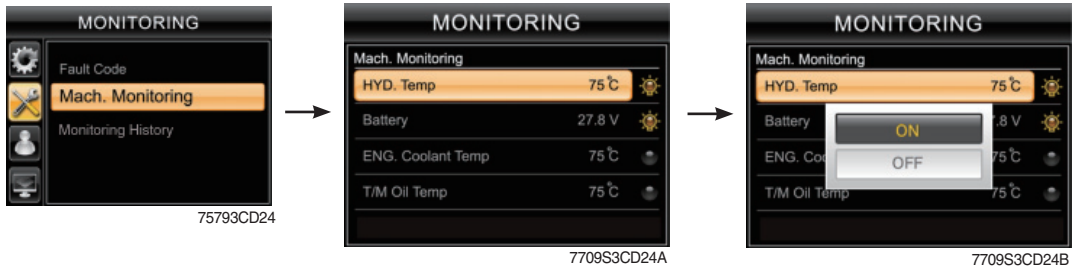 MONITORING
Fault Code
Mach. Monitoring
Monitoring History
75793CD24
MONITORING
Mach. Monitoring
HYD. Temp 75°C
Battery 27.8 V
ENG. Coolant Temp 75°C
T/M Oil Temp 75°C
7709S3CD24A
MONITORING
Mach. Monitoring
HYD. Temp 75°C
Battery .8 V
ON
ENG. Co 75°C
OFF
T/M Oil Temp 75°C
7709S3CD24B